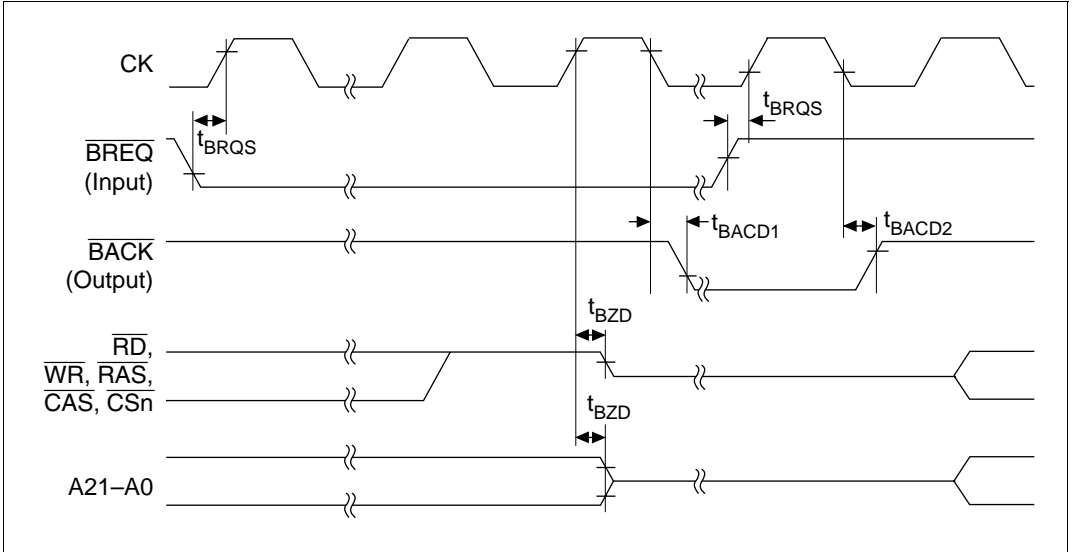 CK
tBRQS
tBRQS
BREQ
(Input)
tBACD1
tBACD2
BACK
(Output)
tBZD
RD,
WR, RAS,
CAS, CSn
tBZD
A21–A0